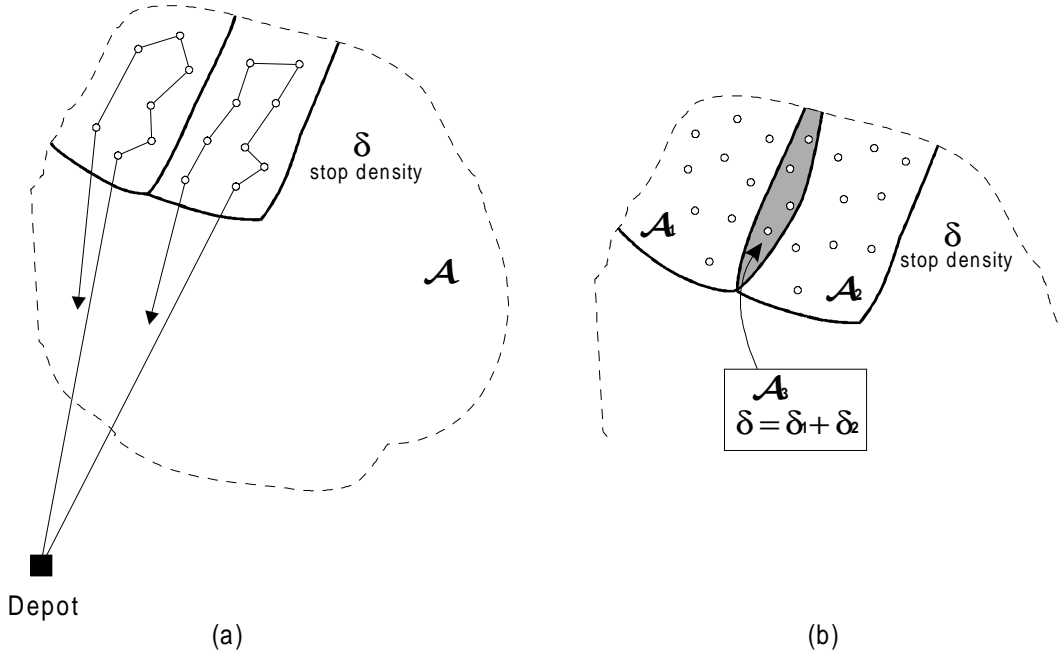 δ
stop density
A
Depot
(a)
A1
A2
δ
stop density
A3
δ = δ1 + δ2
(b)